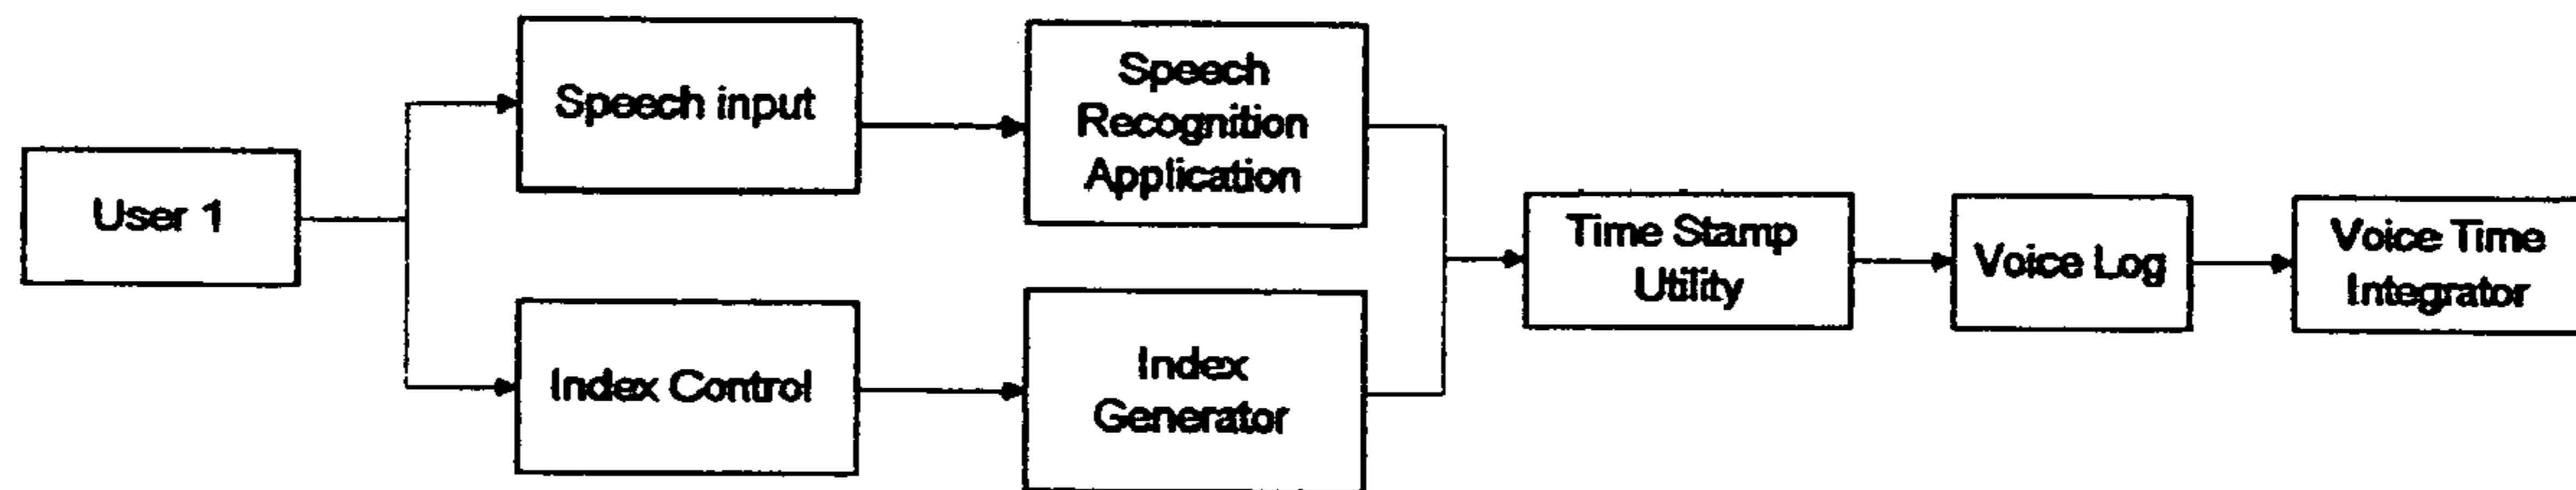 User 1
Speech input
Speech
Recognition
Application
Index Control
Index
Generator
Time Stamp
Utility
Voice Log
Voice Time
Integrator